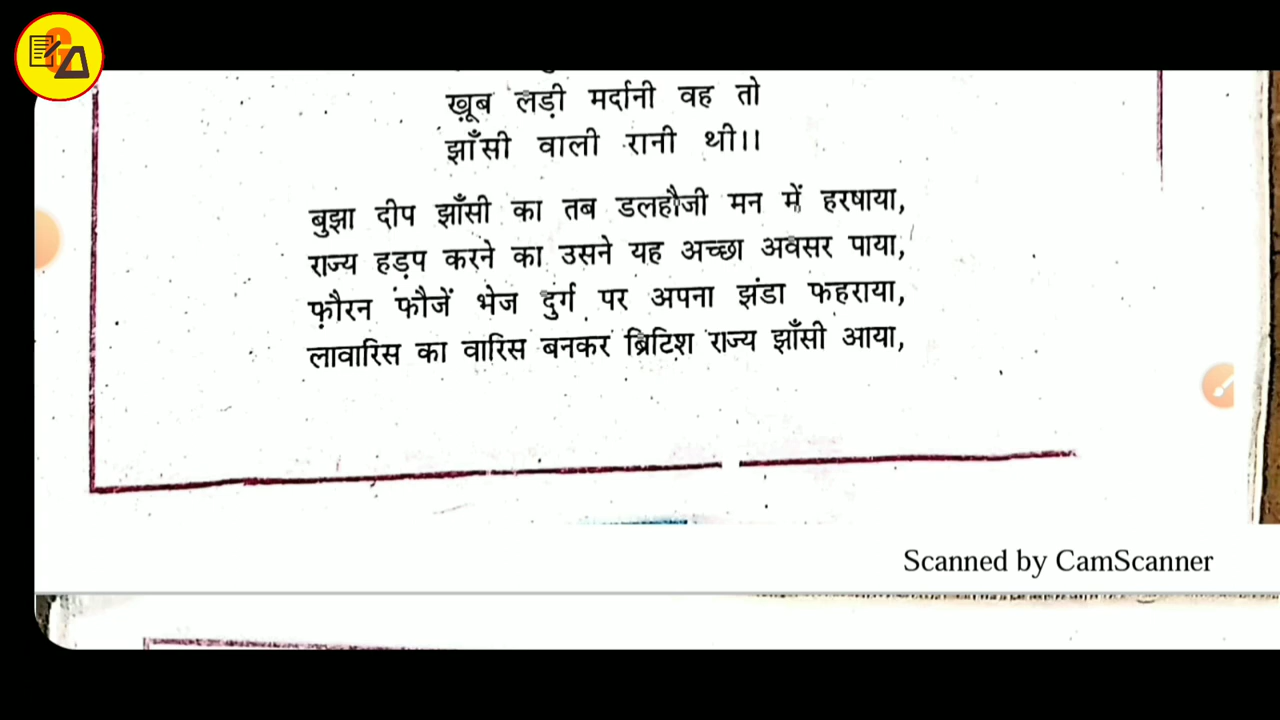 ख़ूब लड़ी मर्दानी वह तो
झाँसी वाली रानी थी।।
बुझा दीप झाँसी का तब डलहौजी मन में हरषाया,
राज्य हड़प करने का उसने यह अच्छा अवसर पाया,
फ़ौरन फौजें भेज दुर्ग पर अपना झंडा फहराया,
लावारिस का वारिस बनकर ब्रिटिश राज्य झाँसी आया,
Scanned by CamScanner